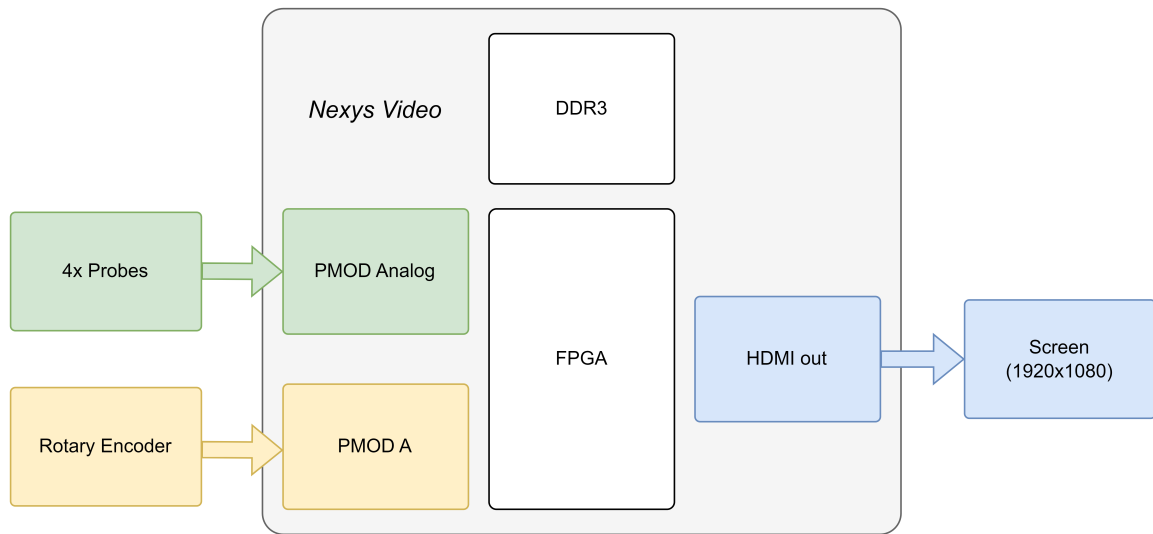 Nexys Video
DDR3
4x Probes
PMOD Analog
FPGA
HDMI out
Screen
(1920x1080)
Rotary Encoder
PMOD A